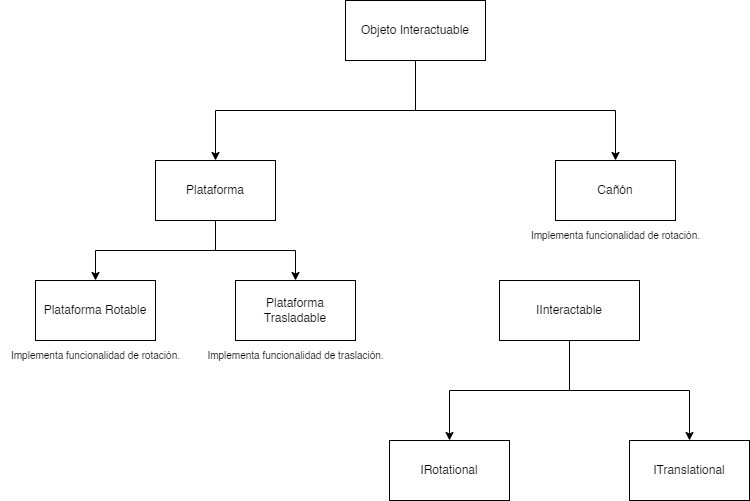 Objeto Interactuable
Plataforma
Cañón
Implementa funcionalidad de rotación.
Plataforma Rotable
Plataforma
Trasladable
IInteractable
Implementa funcionalidad de rotación.
Implementa funcionalidad de traslación.
IRotational
ITranslational